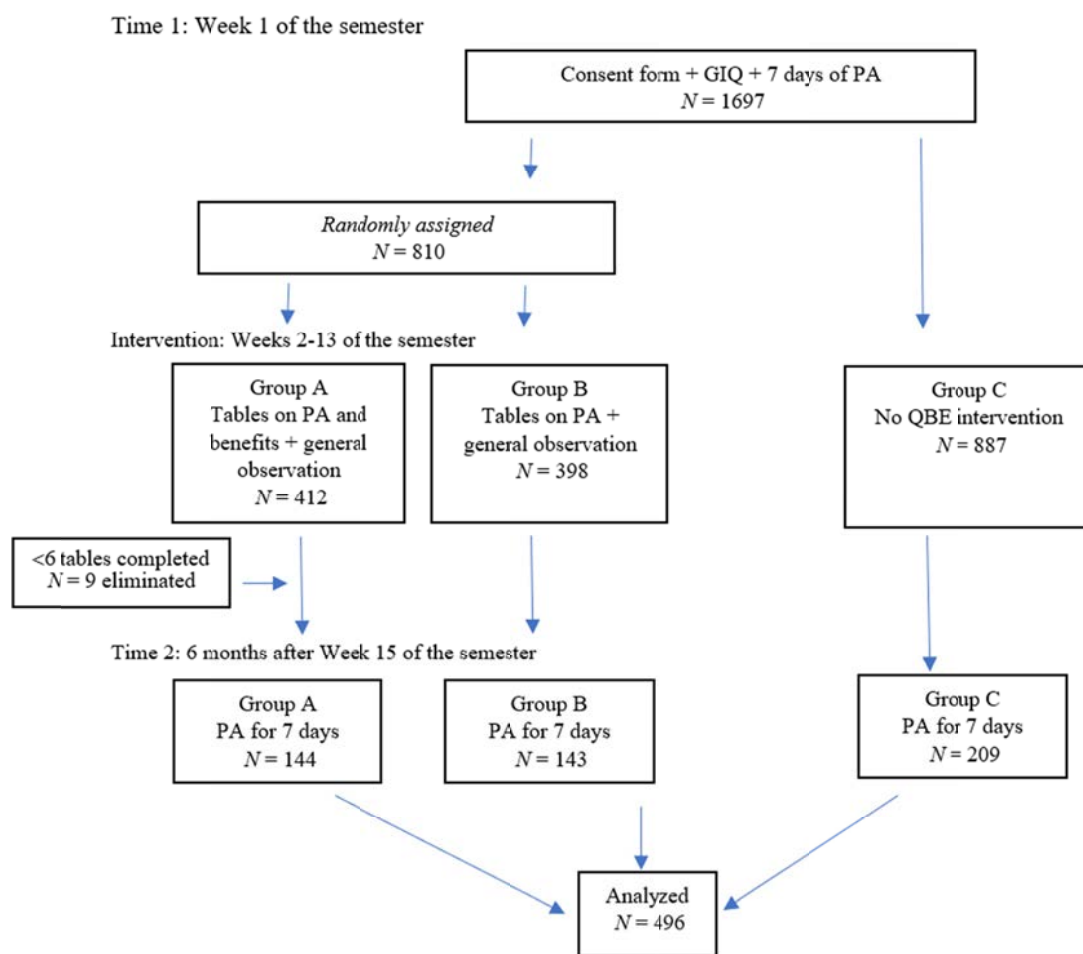 Time 1: Week 1 of the semester
Consent form + GIQ + 7 days of PA
N = 1697
Randomly assigned
N = 810
Intervention: Weeks 2-13 of the semester
Group A
Tables on PA and
benefits + general
observation
N = 412
Group B
Tables on PA +
general observation
N = 398
Group C
No QBE intervention
N = 887
<6 tables completed
N = 9 eliminated
Time 2: 6 months after Week 15 of the semester
Group A
PA for 7 days
N = 144
Group B
PA for 7 days
N = 143
Group C
PA for 7 days
N = 209
Analyzed
N = 496